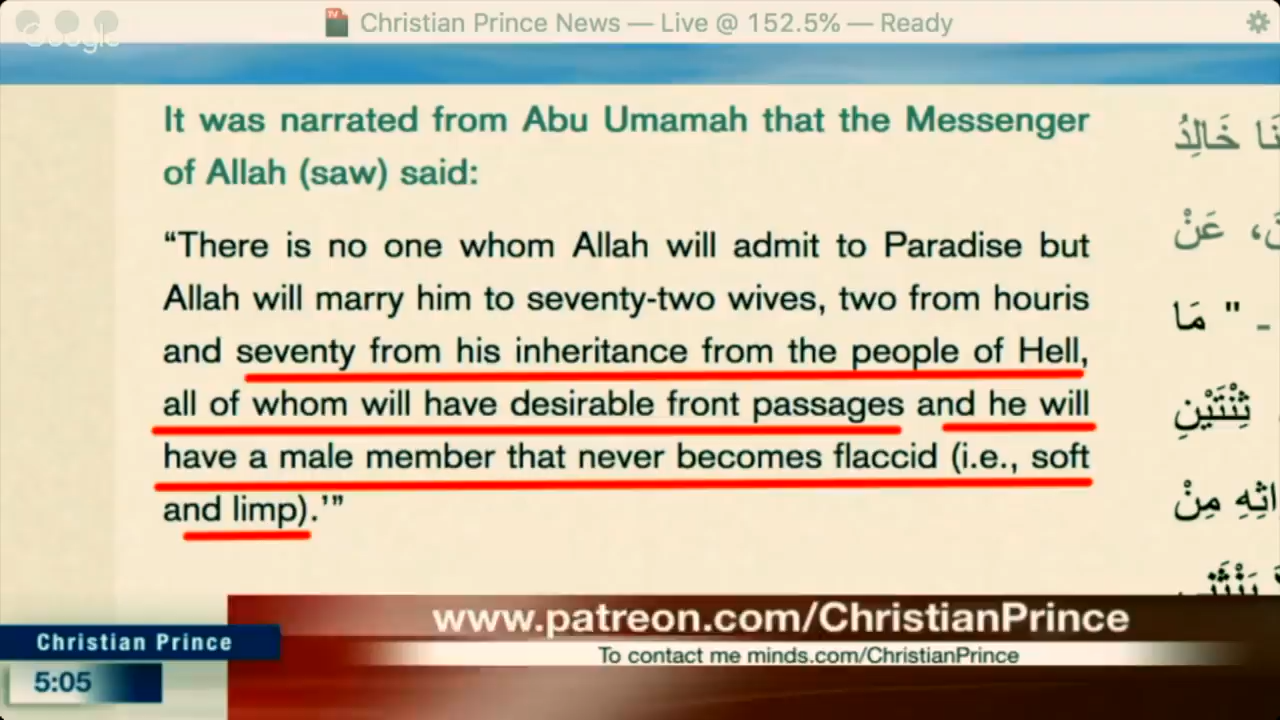 Christian Prince News — Live @ 152.5% — Ready
Google
It was narrated from Abu Umamah that the Messenger
of Allah (saw) said:
“There is no one whom Allah will admit to Paradise but
Allah will marry him to seventy-two wives, two from houris
and seventy from his inheritance from the people of Hell,
all of whom will have desirable front passages and he will
have a male member that never becomes flaccid (i.e., soft
and limp).’”
نَا خَالِدُ
، عَنْ
ـ " مَا
ثِنْتَيْنِ
اثِهِ مِنْ
www.patreon.com/ChristianPrince
Christian Prince
To contact me minds.com/ChristianPrince
5:05